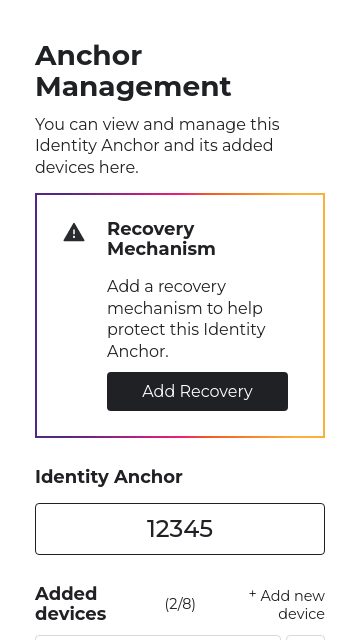 Anchor
Management
You can view and manage this
Identity Anchor and its added
devices here.
Recovery
Mechanism
Add a recovery
mechanism to help
protect this Identity
Anchor.
Add Recovery
Identity Anchor
12345
Added
devices
(2/8)
+ Add new
device